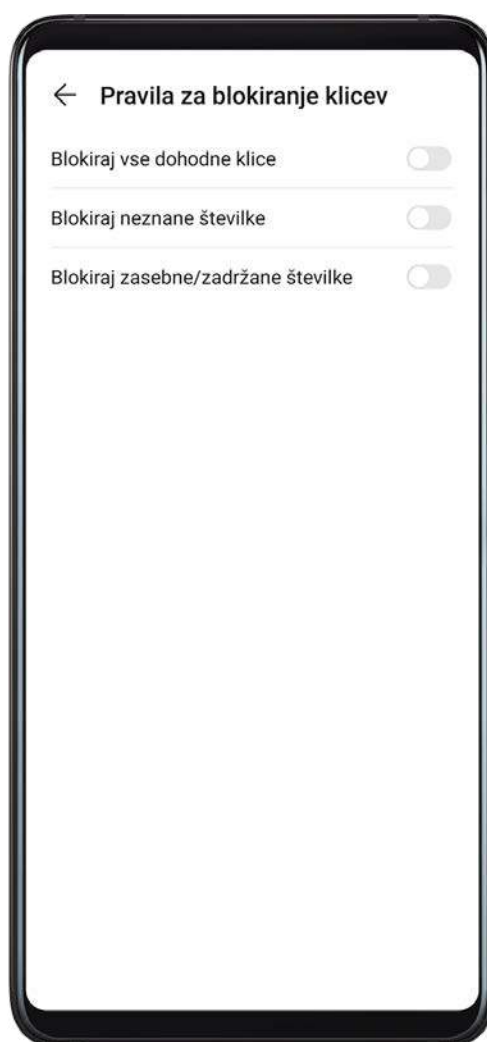 Pravila za blokiranje klicev
Blokiraj vse dohodne klice
Blokiraj neznane številke
Blokiraj zasebne/zadržane številke